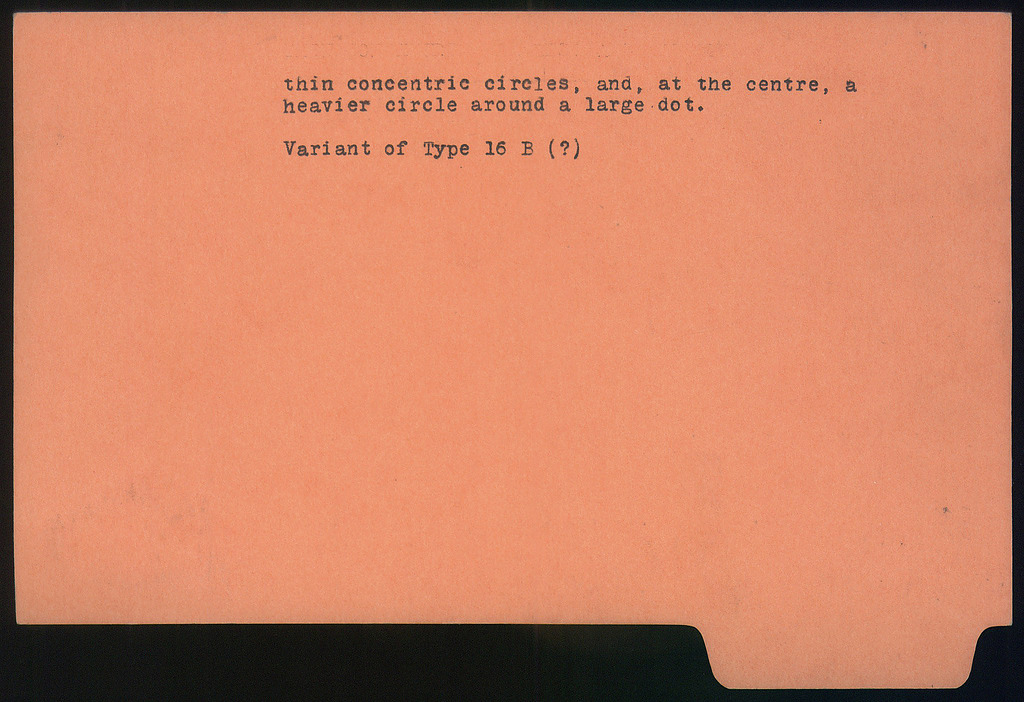 thin concentric circles, and, at the centre, a
heavier circle around a large dot.
Variant of Type 16 B (?)